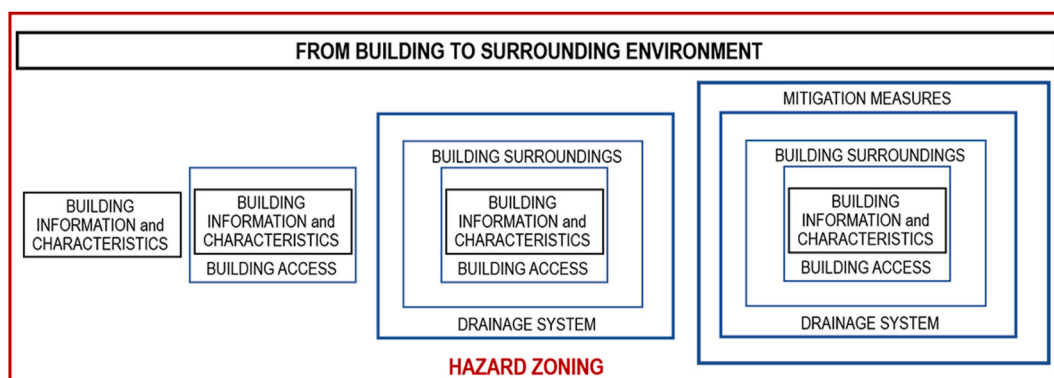 FROM BUILDING TO SURROUNDING ENVIRONMENT
BUILDING
INFORMATION and
CHARACTERISTICS
BUILDING
INFORMATION and
CHARACTERISTICS
BUILDING ACCESS
BUILDING SURROUNDINGS
BUILDING
INFORMATION and
CHARACTERISTICS
BUILDING ACCESS
DRAINAGE SYSTEM
MITIGATION MEASURES
BUILDING SURROUNDINGS
BUILDING
INFORMATION and
CHARACTERISTICS
BUILDING ACCESS
DRAINAGE SYSTEM
HAZARD ZONING